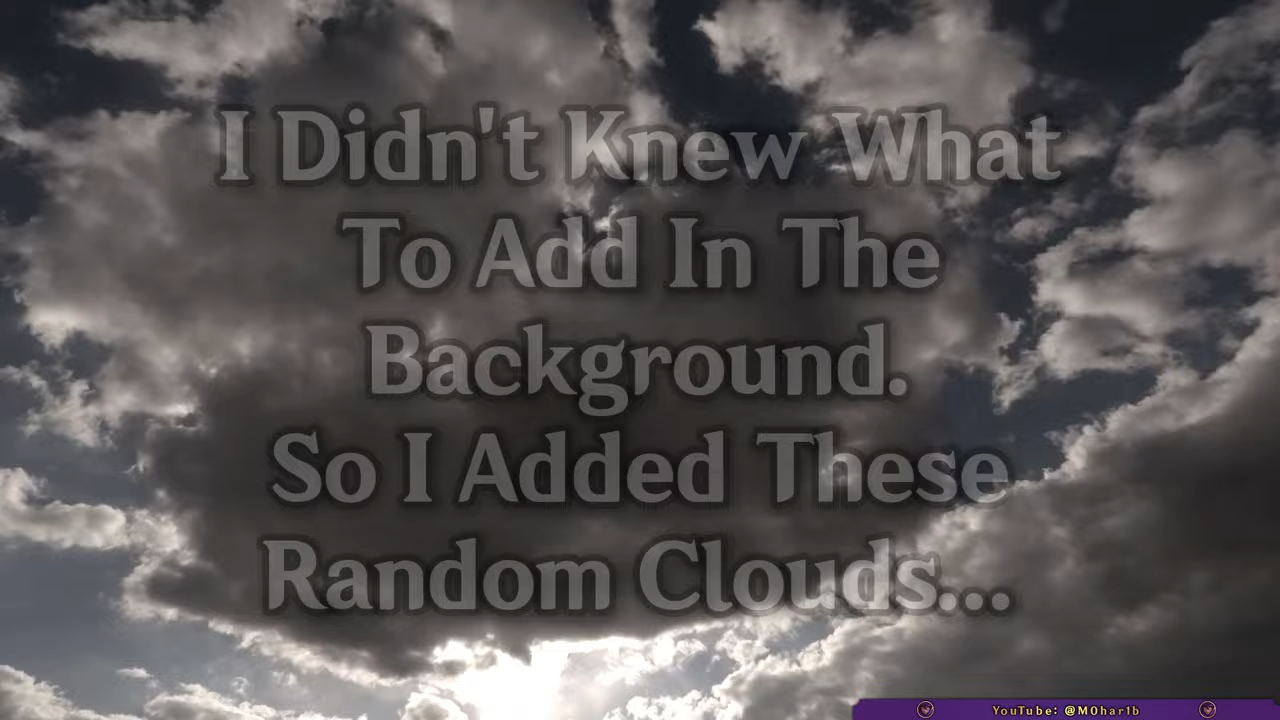 I Didn't Knew What
To Add In The
Background.
So I Added These
Random Clouds...
YouTube: @M0har1b